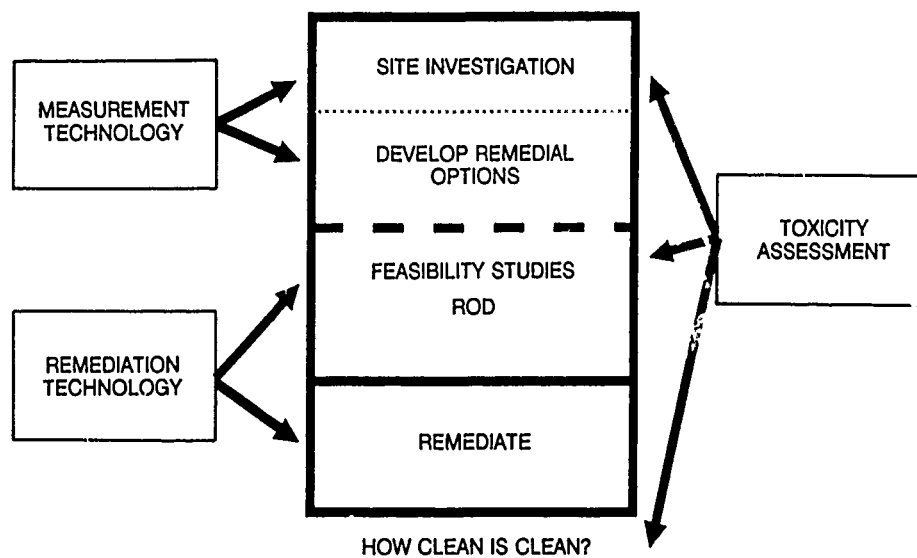 SITE INVESTIGATION
MEASUREMENT
TECHNOLOGY
DEVELOP REMEDIAL
OPTIONS
TOXICITY
ASSESSMENT
FEASIBILITY STUDIES
ROD
REMEDIATION
TECHNOLOGY
REMEDIATE
HOW CLEAN IS CLEAN?